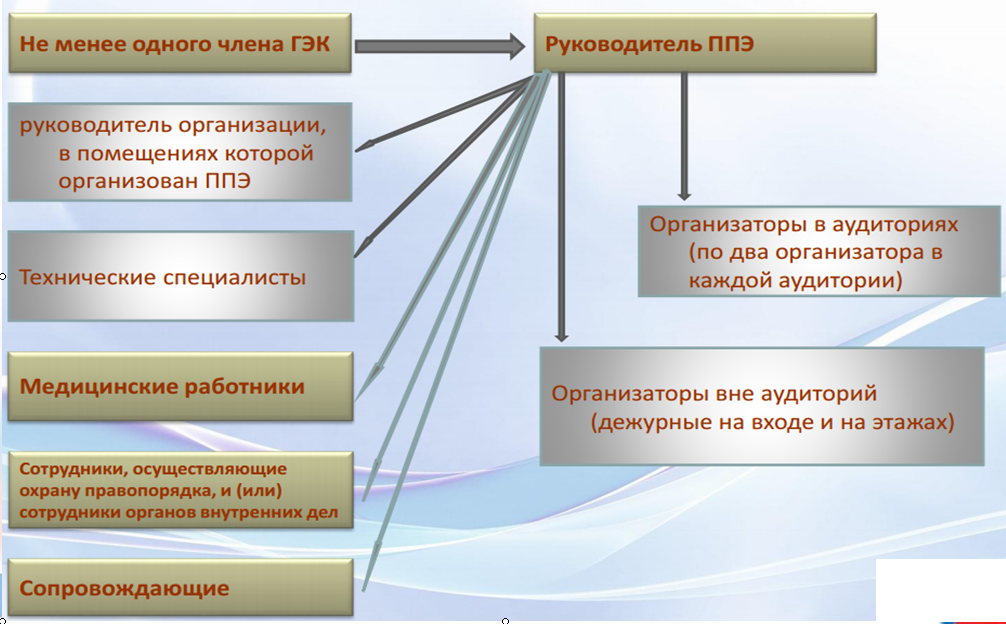 Не менее одного члена ГЭК
Руководитель ППЭ
руководитель организации,
в помещениях которой
организован ППЭ
Организаторы в аудиториях
(по два организатора в
каждой аудитории)
Технические специалисты
Медицинские работники
Организаторы вне аудиторий
(дежурные на входе и на этажах)
Сотрудники, осуществляющие
охрану правопорядка, и (или)
сотрудники органов внутренних дел
Сопровождающие